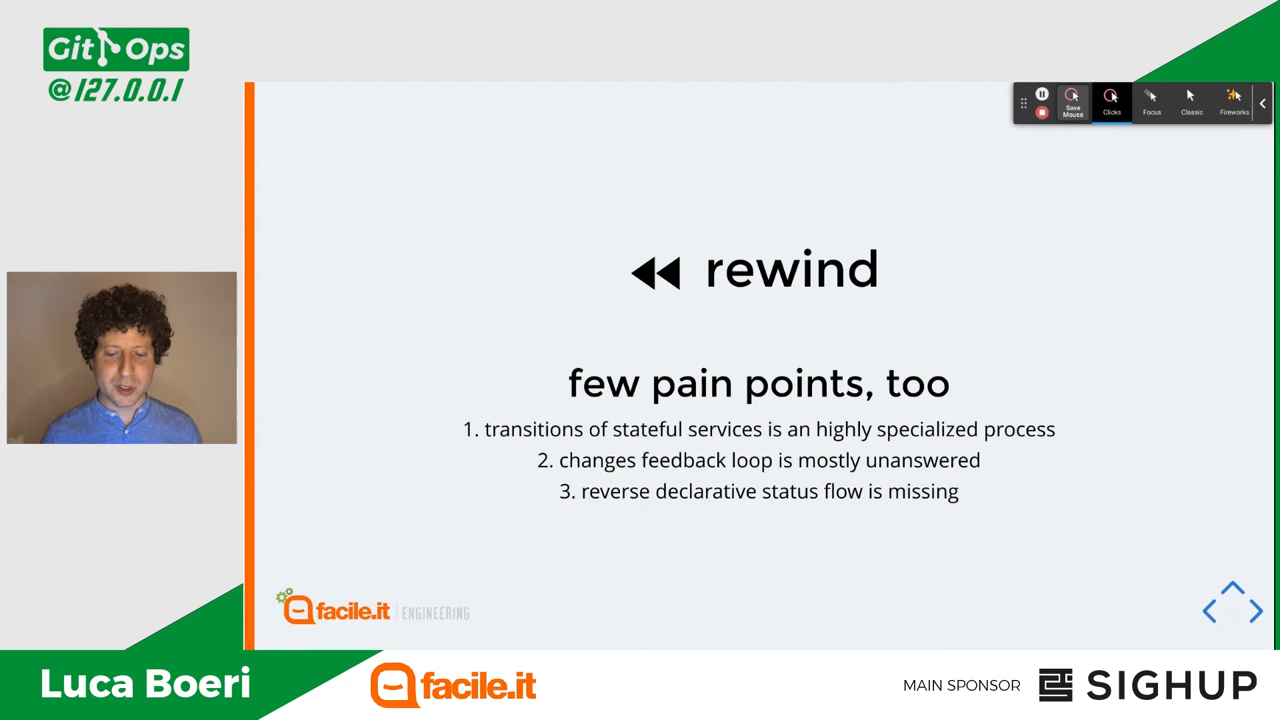 Git Ops
@127.0.0.1
Save
Mouse
Clicks
Focus
Classic
Fireworks
rewind
few pain points, too
1. transitions of stateful services is an highly specialized process
2. changes feedback loop is mostly unanswered
3. reverse declarative status flow is missing
facile.it ENGINEERING
Luca Boeri
facile.it
MAIN SPONSOR
SIGHUP